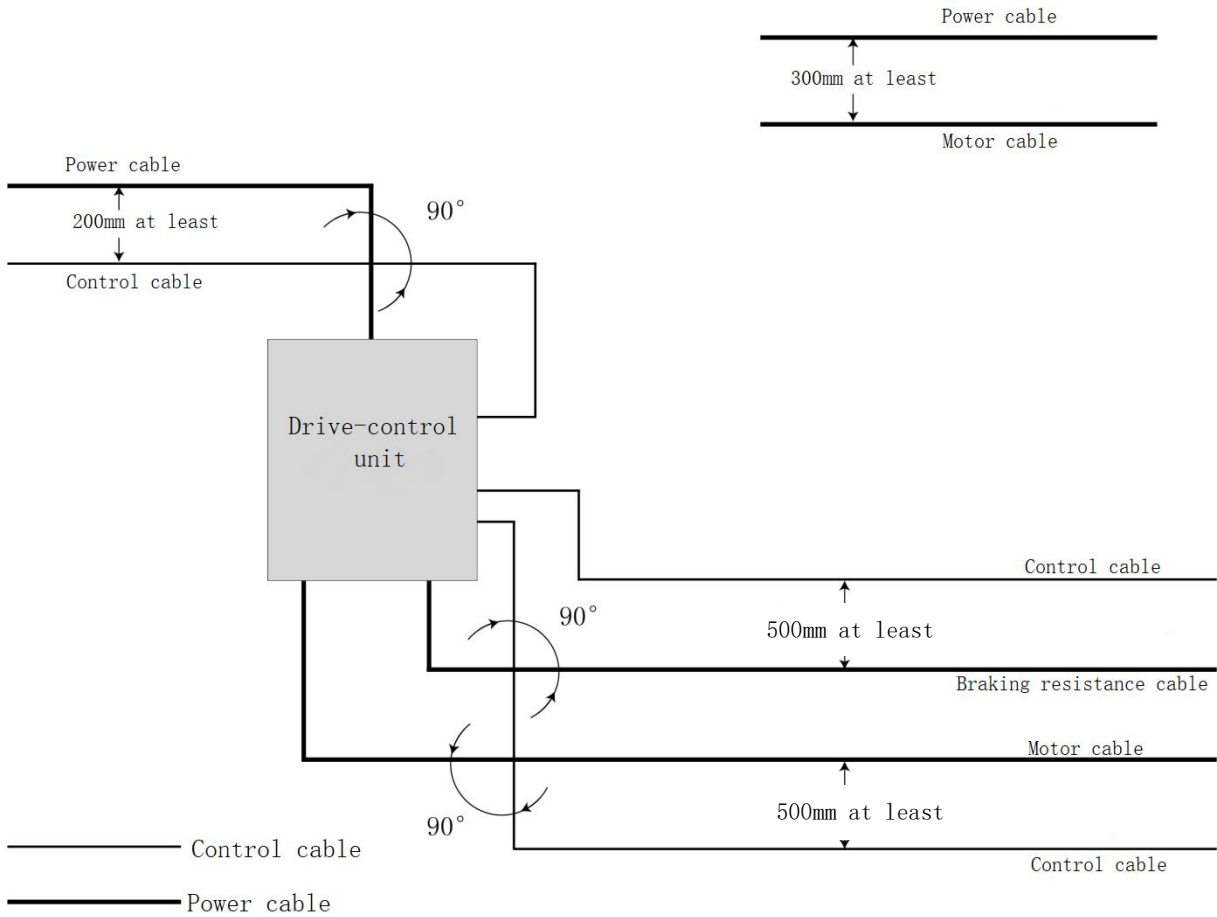 Power cable
300mm at least
Motor cable
Power cable
200mm at least
90°
Control cable
Drive-control
unit
Control cable
90°
500mm at least
Braking resistance cable
Motor cable
500mm at least
90°
Control cable
Control cable
Power cable